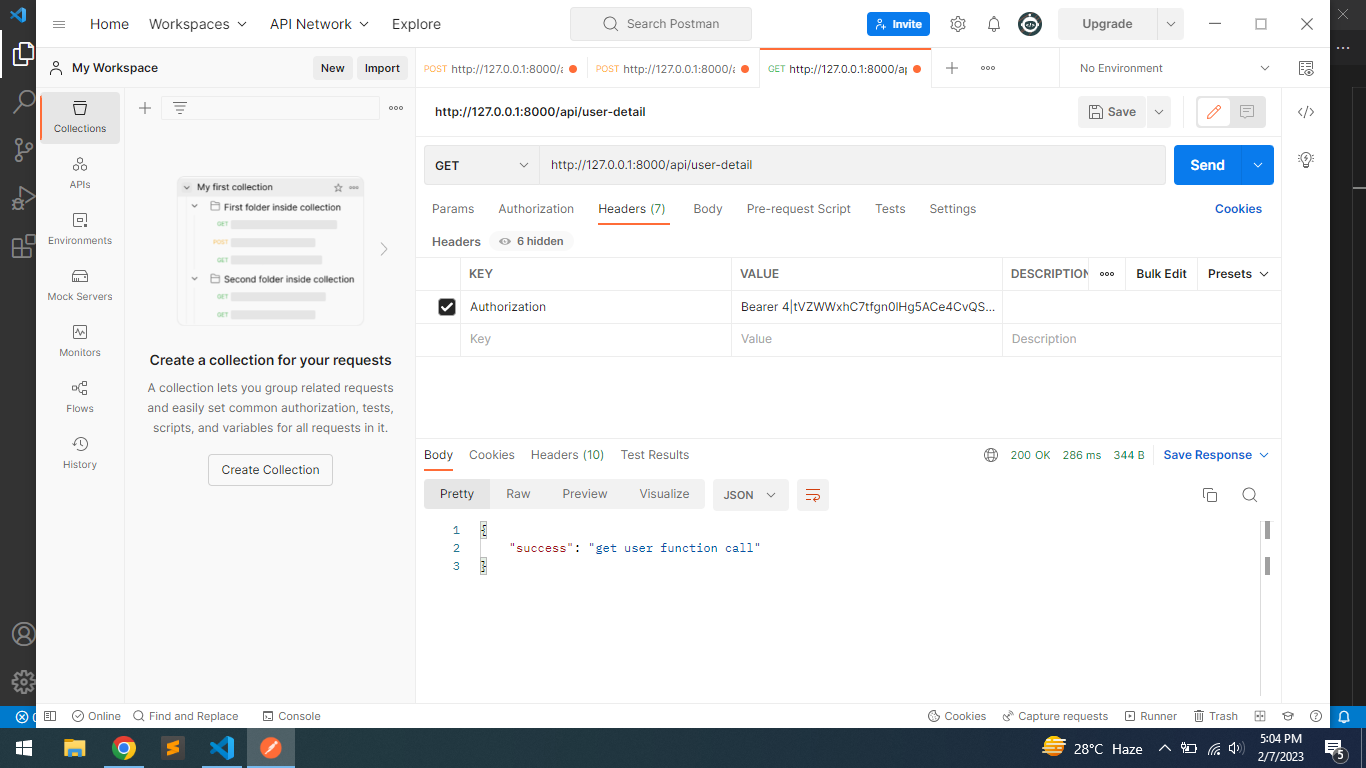 Home Workspaces API Network Explore Search Postman Invite Upgrade
My Workspace New Import
POST http://127.0.0.1:8000/a POST http://127.0.0.1:8000/a GET http://127.0.0.1:8000/ap No Environment
Collections
APIs
Environments
Mock Servers
Monitors
Flows
History
My first collection
First folder inside collection
GET
POST
GET
Second folder inside collection
GET
GET
Create a collection for your requests
A collection lets you group related requests
and easily set common authorization, tests,
scripts, and variables for all requests in it.
Create Collection
http://127.0.0.1:8000/api/user-detail Save
GET http://127.0.0.1:8000/api/user-detail Send
Params Authorization Headers (7) Body Pre-request Script Tests Settings Cookies
Headers 6 hidden
KEY VALUE DESCRIPTION Bulk Edit Presets
Authorization Bearer 4|tVZWWxhC7tfgn0lHg5ACe4CvQS...
Key Value Description
Body Cookies Headers (10) Test Results 200 OK 286 ms 344 B Save Response
Pretty Raw Preview Visualize JSON
1 {
2 "success": "get user function call"
3 }
Online Find and Replace Console Cookies Capture requests Runner Trash
28°C Haze 5:04 PM
2/7/2023
5